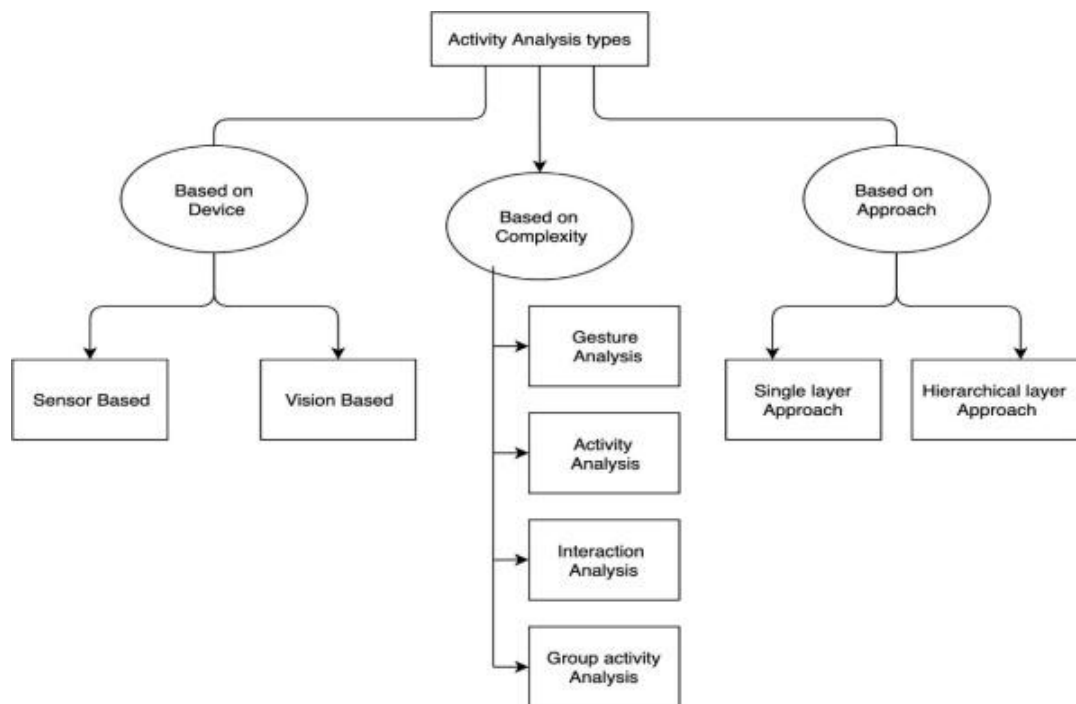 Activity Analysis types
Based on
Device
Based on
Complexity
Based on
Approach
Sensor Based
Vision Based
Gesture
Analysis
Activity
Analysis
Interaction
Analysis
Group activity
Analysis
Single layer
Approach
Hierarchical layer
Approach